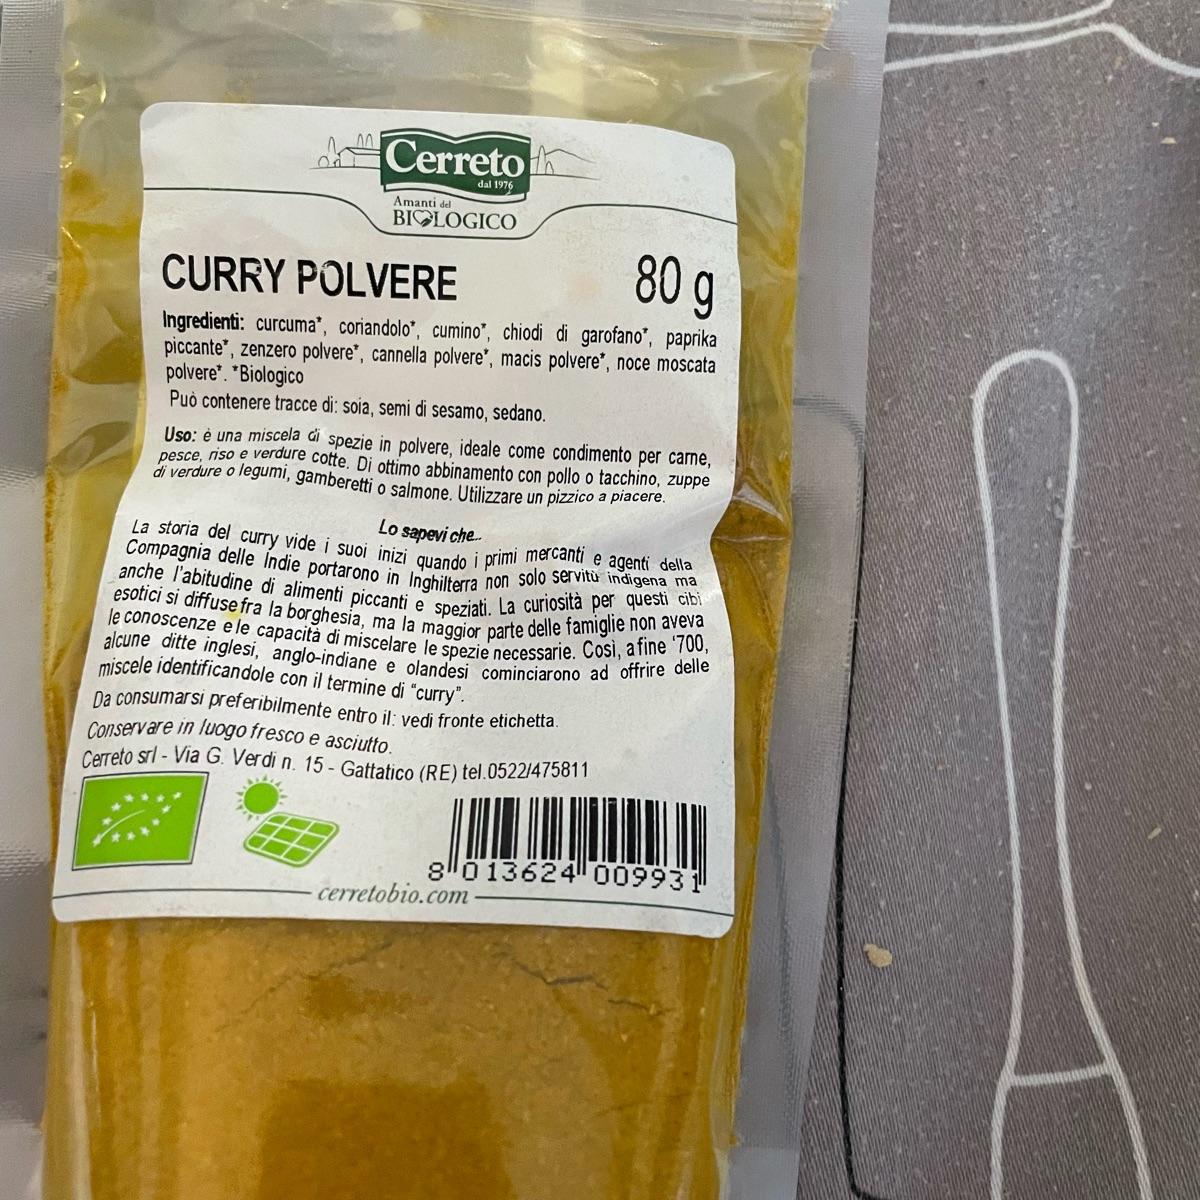 Cerreto
dal 1976
Amanti del
BIOLOGICO
CURRY POLVERE 80 g
Ingredienti: curcuma*, coriandolo*, cumino*, chiodi di garofano*, paprika
piccante*, zenzero polvere*, cannella polvere*, macis polvere*, noce moscata
polvere*. *Biologico
Può contenere tracce di: soia, semi di sesamo, sedano.
Uso: è una miscela di spezie in polvere, ideale come condimento per carne,
pesce, riso e verdure cotte. Di ottimo abbinamento con pollo o tacchino, zuppe
di verdure o legumi, gamberetti o salmone. Utilizzare un pizzico a piacere.
Lo sapevi che..
La storia del curry vide i suoi inizi quando i primi mercanti e agenti della
Compagnia delle Indie portarono in Inghilterra non solo servitù indigena ma
anche l'abitudine di alimenti piccanti e speziati. La curiosità per questi cibi
esotici si diffuse fra la borghesia, ma la maggior parte delle famiglie non aveva
le conoscenze e le capacità di miscelare le spezie necessarie. Così, a fine '700,
alcune ditte inglesi, anglo-indiane e olandesi cominciarono ad offrire delle
miscele identificandole con il termine di "curry".
Da consumarsi preferibilmente entro il: vedi fronte etichetta.
Conservare in luogo fresco e asciutto.
Cerreto srl - Via G. Verdi n. 15 - Gattatico (RE) tel.0522/475811
8 013624 009931
cerretobio.com